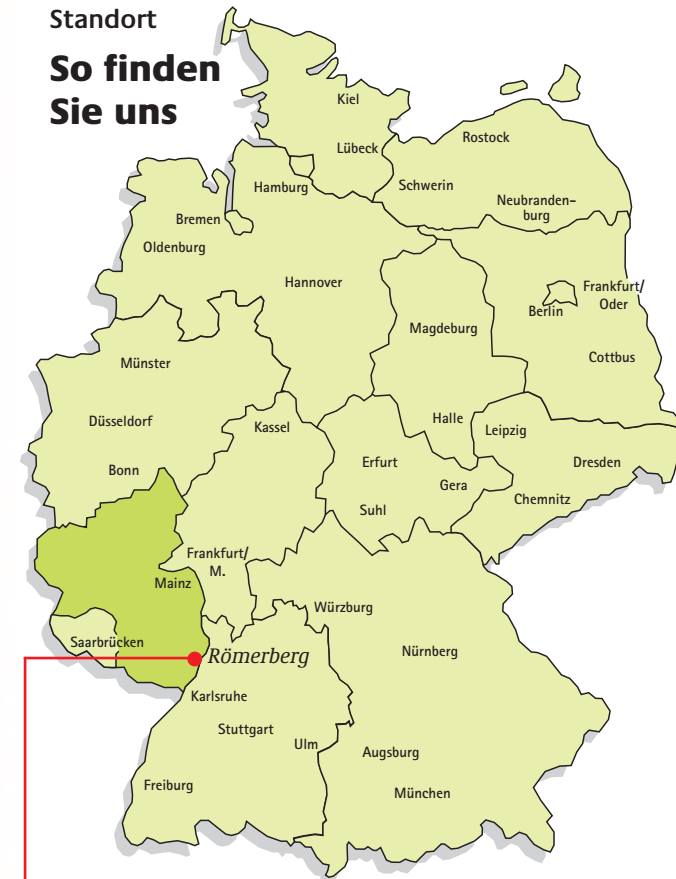 Standort
So finden
Sie uns
Kiel
Rostock
Lübeck
Hamburg
Schwerin
Neubranden-
burg
Bremen
Oldenburg
Hannover
Frankfurt/
Oder
Berlin
Magdeburg
Münster
Cottbus
Düsseldorf
Kassel
Halle
Leipzig
Bonn
Erfurt
Dresden
Gera
Chemnitz
Suhl
Frankfurt/
M.
Mainz
Würzburg
Saarbrücken
Nürnberg
Römerberg
Karlsruhe
Stuttgart
Ulm
Augsburg
Freiburg
München